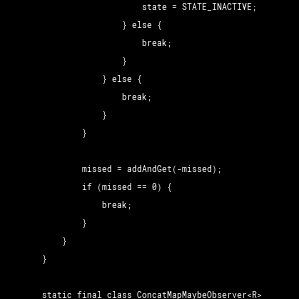 state = STATE_INACTIVE;
} else {
break;
}
} else {
break;
}
}
missed = addAndGet(-missed);
if (missed == 0) {
break;
}
}
}
static final class ConcatMapMaybeObserver<R>